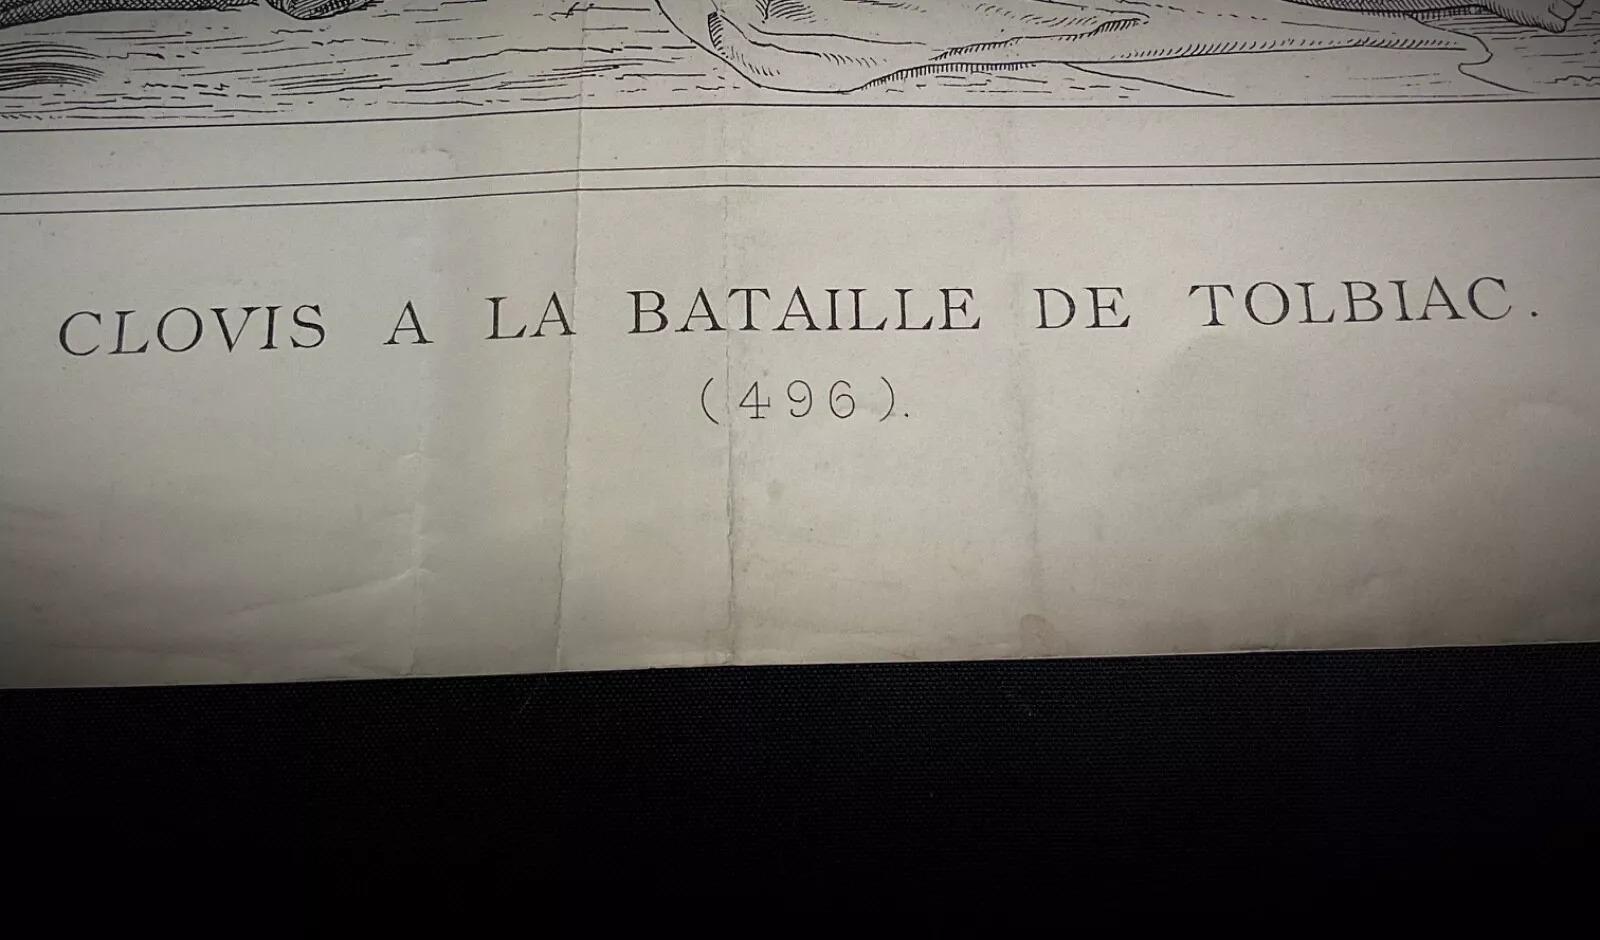 CLOVIS A LA BATAILLE DE TOLBIAC.
(496).